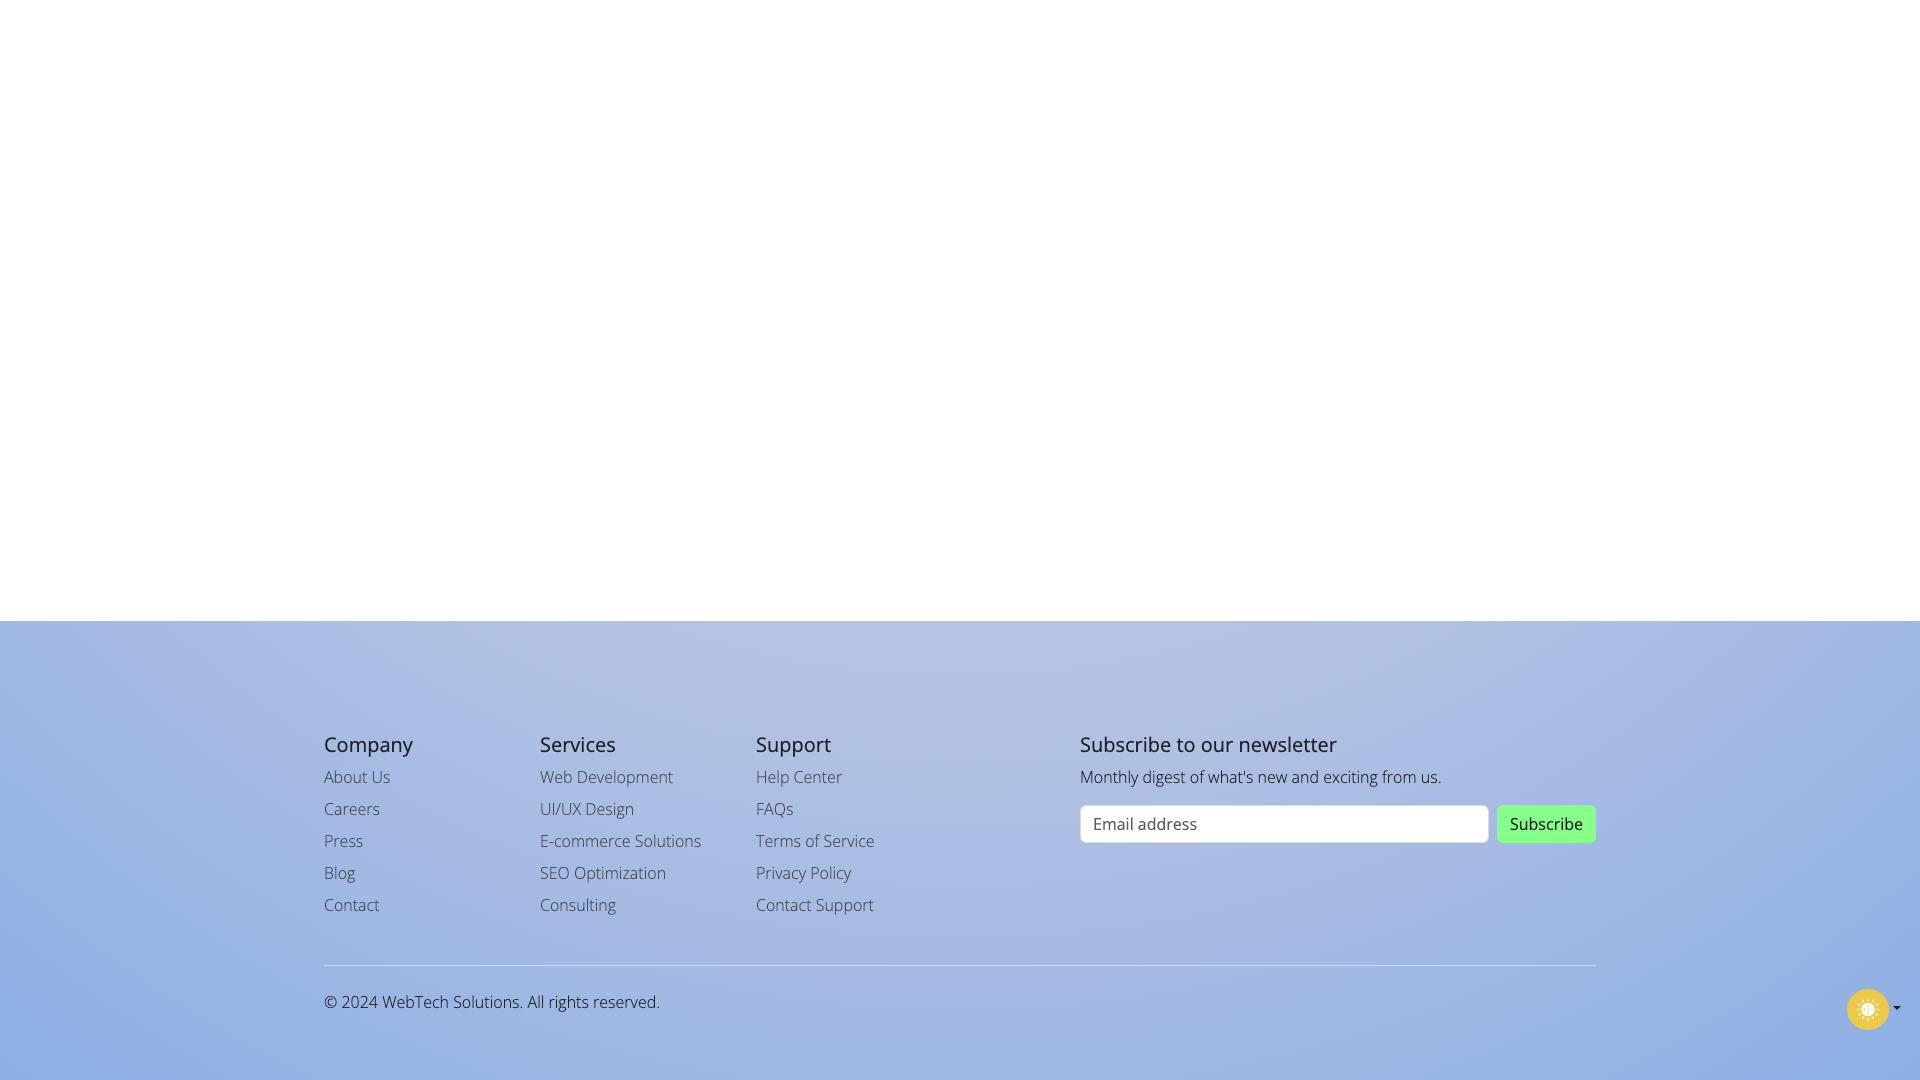 Company
About Us
Careers
Press
Blog
Contact
Services
Web Development
UI/UX Design
E-commerce Solutions
SEO Optimization
Consulting
Support
Help Center
FAQs
Terms of Service
Privacy Policy
Contact Support
Subscribe to our newsletter
Monthly digest of what's new and exciting from us.
Email address
Subscribe
© 2024 WebTech Solutions. All rights reserved.